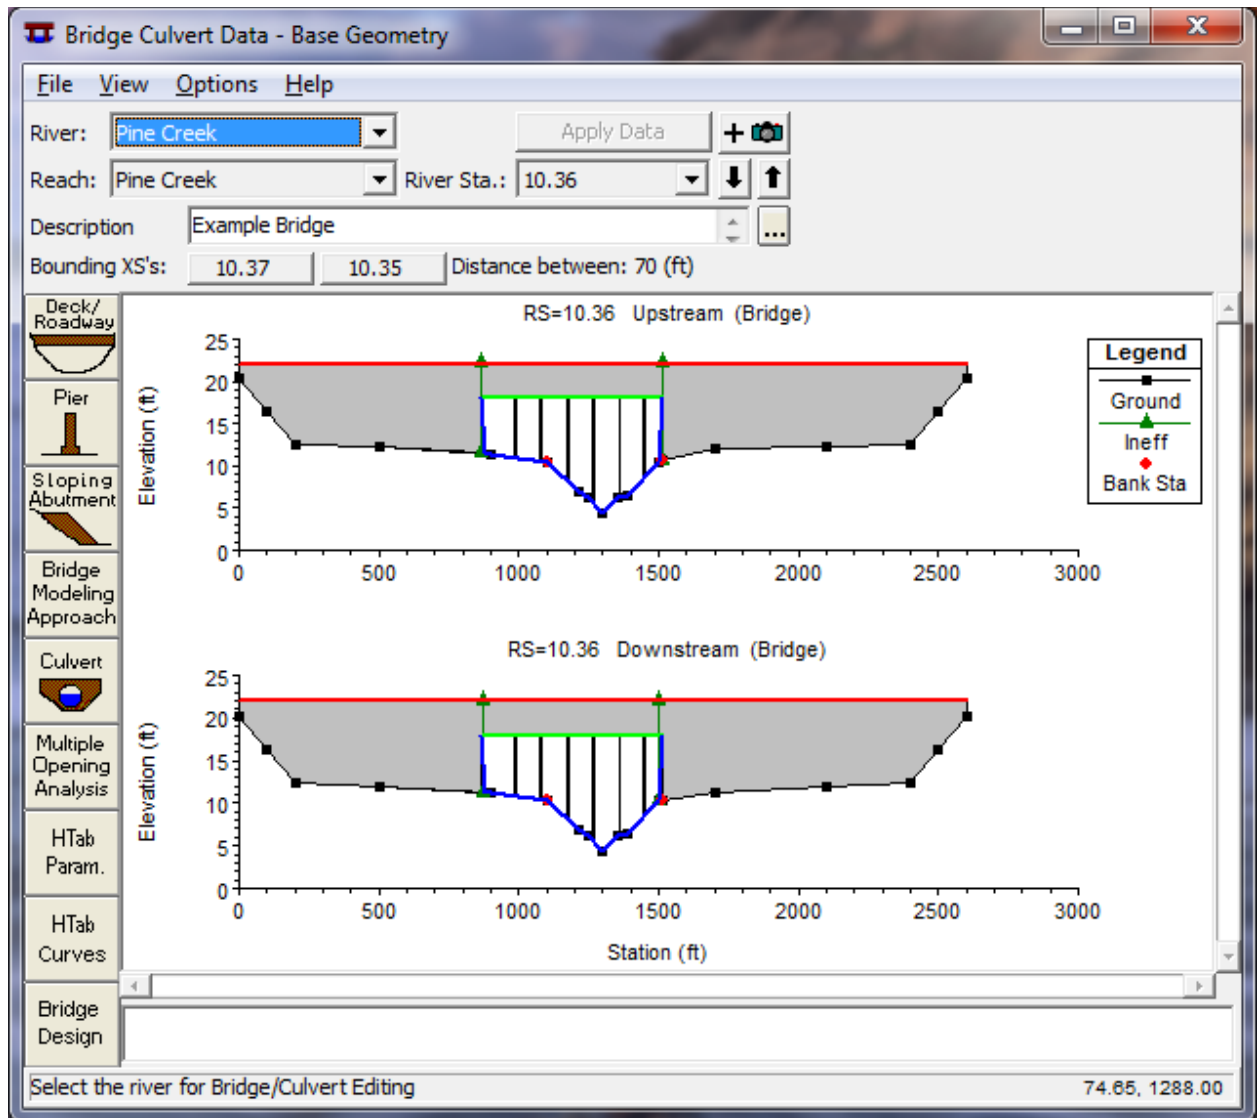 Bridge Culvert Data - Base Geometry
File View Options Help
River: Pine Creek Apply Data +
Reach: Pine Creek River Sta.: 10.36
Description Example Bridge ...
Bounding XS's: 10.37 10.35 Distance between: 70 (ft)
Deck/
Roadway
Pier
Sloping
Abutment
Bridge
Modeling
Approach
Culvert
Multiple
Opening
Analysis
HTab
Param.
HTab
Curves
Bridge
Design
RS=10.36 Upstream (Bridge)
Elevation (ft)
25
20
15
10
5
0
0 500 1000 1500 2000 2500 3000
Legend
Ground
Ineff
Bank Sta
RS=10.36 Downstream (Bridge)
Elevation (ft)
25
20
15
10
5
0
0 500 1000 1500 2000 2500 3000
Station (ft)
Select the river for Bridge/Culvert Editing 74.65, 1288.00